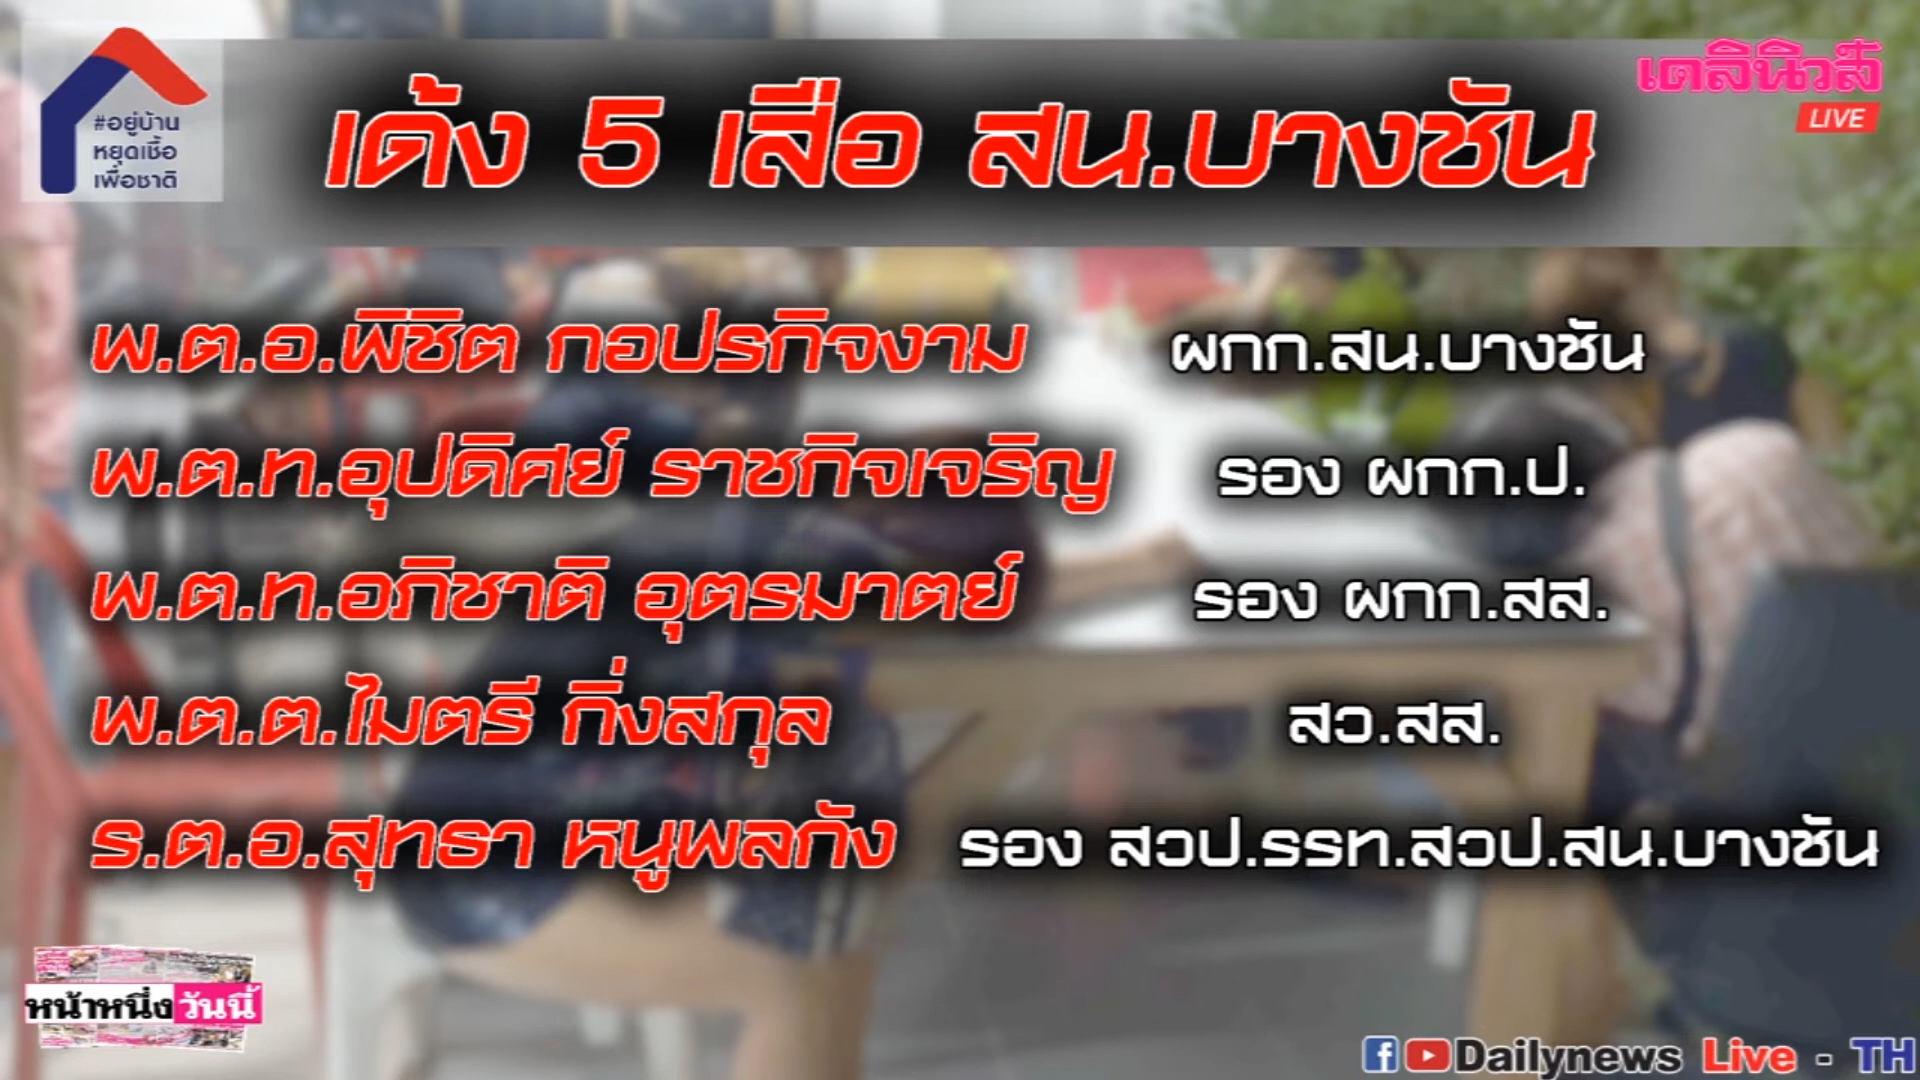 #อยู่บ้าน
หยุดเชื้อ
เพื่อชาติ
เด้ง 5 เสือ สน.บางชัน
เดลินิวส์
LIVE
พ.ต.อ.พิชิต กอปรกิจงาม ผกก.สน.บางชัน
พ.ต.ท.อุปดิศย์ ราชกิจเจริญ รอง ผกก.ป.
พ.ต.ท.อภิชาติ อุตรมาตย์ รอง ผกก.สส.
พ.ต.ต.ไมตรี กิ่งสกุล สว.สส.
ร.ต.อ.สุทธา หนูพลกัง รอง สวป.รรท.สวป.สน.บางชัน
หน้าหนึ่งวันนี้
Dailynews Live - TH